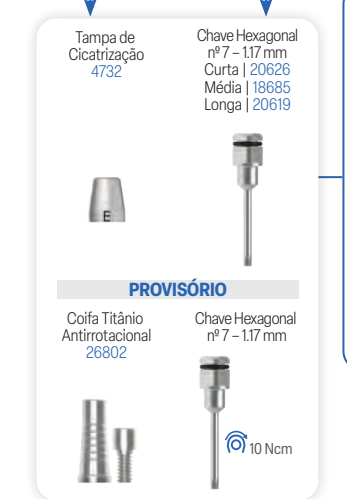 Tampa de
Cicatrização
4732
Chave Hexagonal
nº 7 – 1.17 mm
Curta | 20626
Média | 18685
Longa | 20619
E
PROVISÓRIO
Coifa Titânio
Antirrotacional
26802
Chave Hexagonal
nº 7 – 1.17 mm
10 Ncm